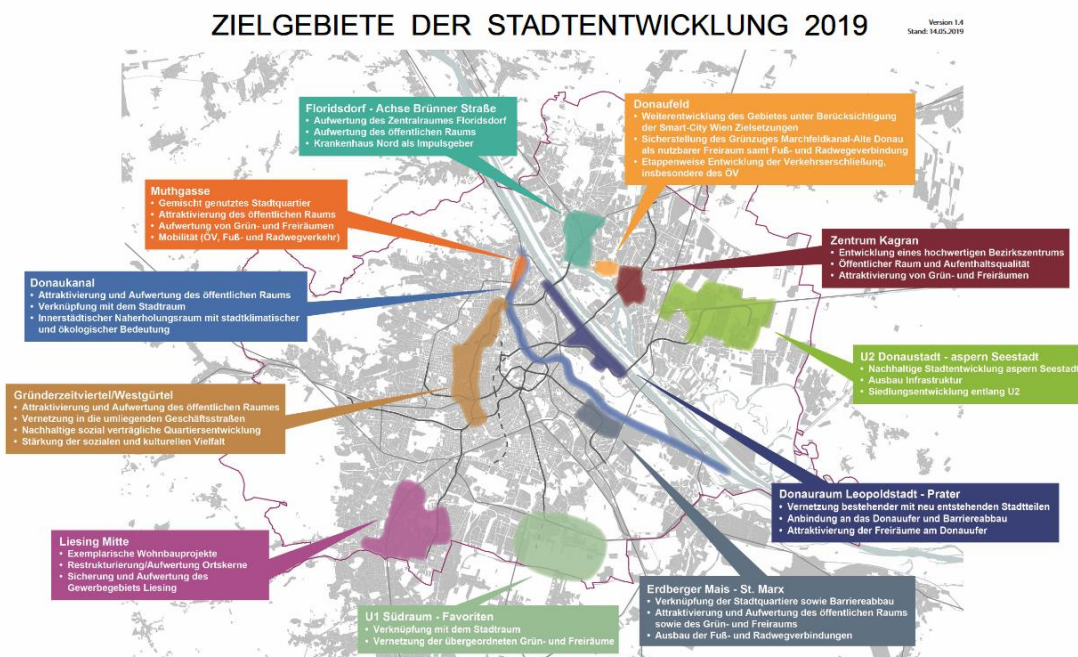 ZIELGEBIETE DER STADTENTWICKLUNG 2019
Version 1.4
Stand: 14.05.2019
Floridsdorf - Achse Brünner Straße
• Aufwertung des Zentralraumes Floridsdorf
• Aufwertung des öffentlichen Raums
• Krankenhaus Nord als Impulsgeber
Donaufeld
• Weiterentwicklung des Gebietes unter Berücksichtigung
der Smart-City Wien Zielsetzungen
• Sicherstellung des Grünzuges Marchfeldkanal-Alte Donau
als nutzbarer Freiraum samt Fuß- und Radwegeverbindung
• Etappenweise Entwicklung der Verkehrserschließung,
insbesondere des ÖV
Muthgasse
• Gemischt genutztes Stadtquartier
• Attraktivierung des öffentlichen Raums
• Aufwertung von Grün- und Freiräumen
• Mobilität (ÖV, Fuß- und Radwegverkehr)
Zentrum Kagran
• Entwicklung eines hochwertigen Bezirkszentrums
• Öffentlicher Raum und Aufenthaltsqualität
• Attraktivierung von Grün- und Freiräumen
Donaukanal
• Attraktivierung und Aufwertung des öffentlichen Raums
• Verknüpfung mit dem Stadtraum
• Innerstädtischer Naherholungsraum mit stadtklimatischer
und ökologischer Bedeutung
U2 Donaustadt - aspern Seestadt
• Nachhaltige Stadtentwicklung aspern Seestadt
• Ausbau Infrastruktur
• Siedlungsentwicklung entlang U2
Gründerzeitviertel/Westgürtel
• Attraktivierung und Aufwertung des öffentlichen Raumes
• Vernetzung in die umliegenden Geschäftsstraßen
• Nachhaltige sozial verträgliche Quartiersentwicklung
• Stärkung der sozialen und kulturellen Vielfalt
Donauraum Leopoldstadt - Prater
• Vernetzung bestehender mit neu entstehenden Stadtteilen
• Anbindung an das Donauufer und Barriereabbau
• Attraktivierung der Freiräume am Donauufer
Liesing Mitte
• Exemplarische Wohnbauprojekte
• Restrukturierung/Aufwertung Ortskerne
• Sicherung und Aufwertung des
Gewerbegebiets Liesing
Erdberger Mais - St. Marx
• Verknüpfung der Stadtquartiere sowie Barriereabbau
• Attraktivierung und Aufwertung des öffentlichen Raums
sowie des Grün- und Freiraums
• Ausbau der Fuß- und Radwegverbindungen
U1 Südraum - Favoriten
• Verknüpfung mit dem Stadtraum
• Vernetzung der übergeordneten Grün- und Freiräume